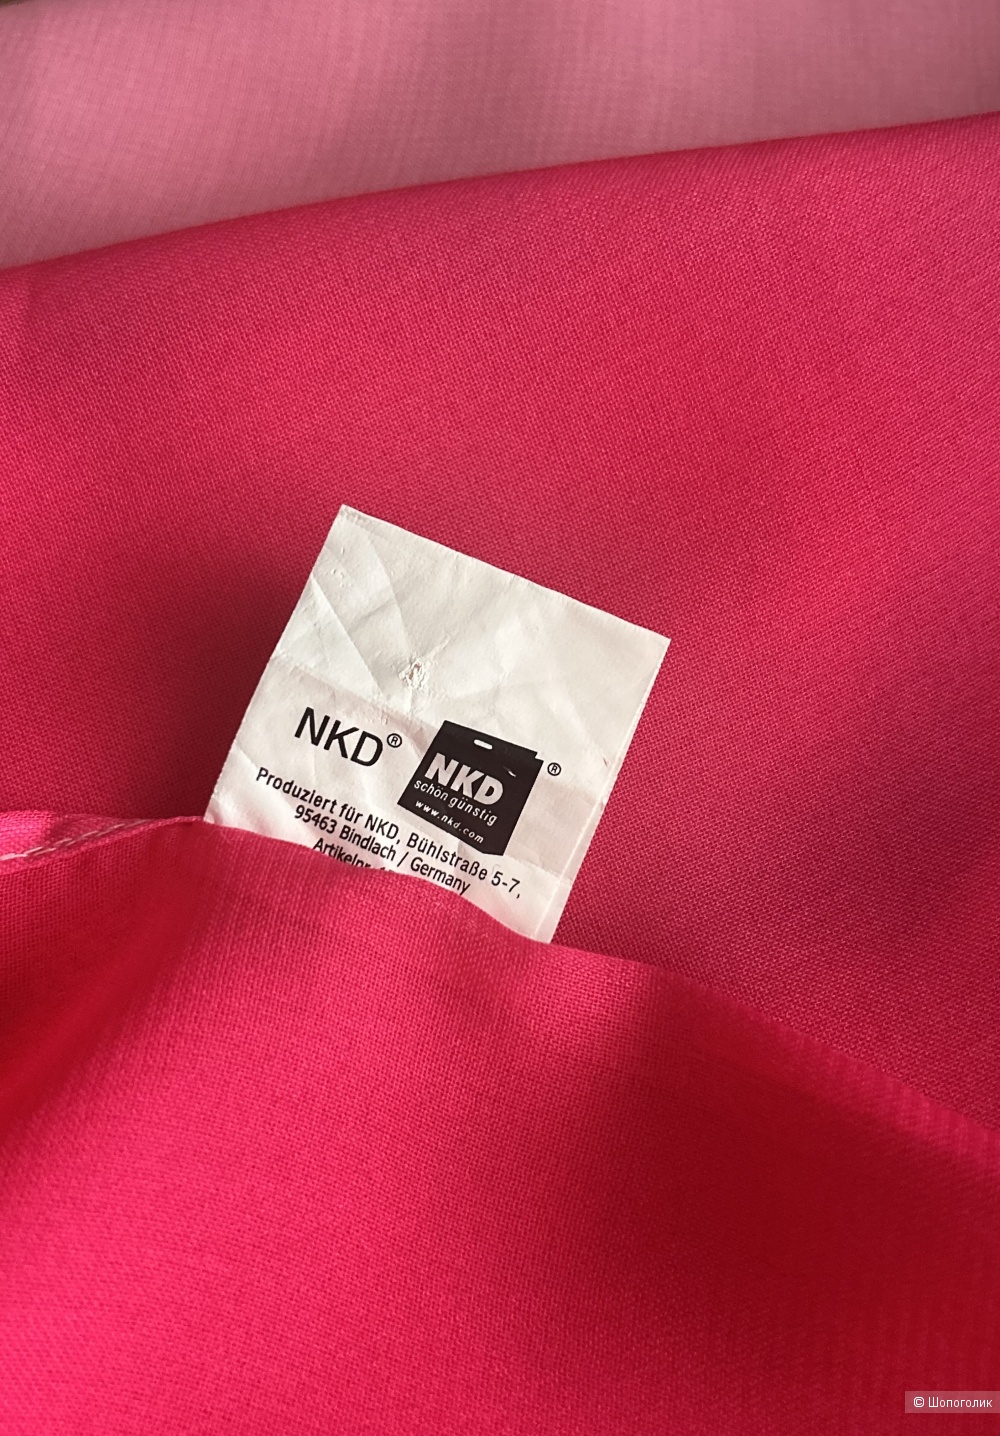 NKD®
NKD ®
schön günstig
www.nkd.com
Produziert für NKD, Bühlstraße 5-7,
95463 Bindlach / Germany
© Шопоголик